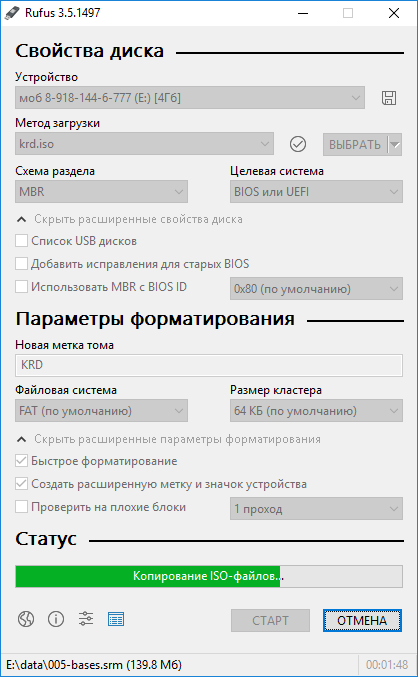 Rufus 3.5.1497
Свойства диска
Устройство
моб 8-918-144-6-777 (E:) [4Гб]
Метод загрузки
krd.iso
ВЫБРАТЬ
Схема раздела
Целевая система
MBR
BIOS или UEFI
Скрыть расширенные свойства диска
Список USB дисков
Добавить исправления для старых BIOS
Использовать MBR с BIOS ID
0x80 (по умолчанию)
Параметры форматирования
Новая метка тома
KRD
Файловая система
Размер кластера
FAT (по умолчанию)
64 КБ (по умолчанию)
Скрыть расширенные параметры форматирования
Быстрое форматирование
Создать расширенную метку и значок устройства
Проверить на плохие блоки
1 проход
Статус
Копирование ISO-файлов...
СТАРТ
ОТМЕНА
E:\data\005-bases.srm (139.8 Мб)
00:01:48